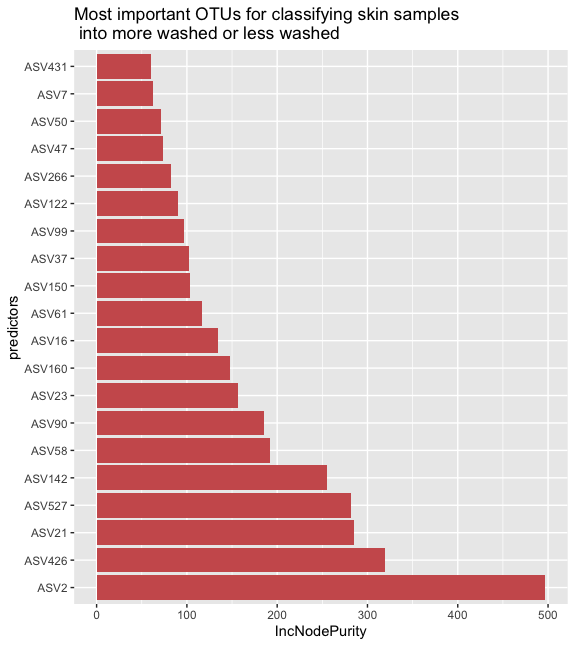 Most important OTUs for classifying skin samples
into more washed or less washed
predictors
ASV431
ASV7
ASV50
ASV47
ASV266
ASV122
ASV99
ASV37
ASV150
ASV61
ASV16
ASV160
ASV23
ASV90
ASV58
ASV142
ASV527
ASV21
ASV426
ASV2
0 100 200 300 400 500
IncNodePurity